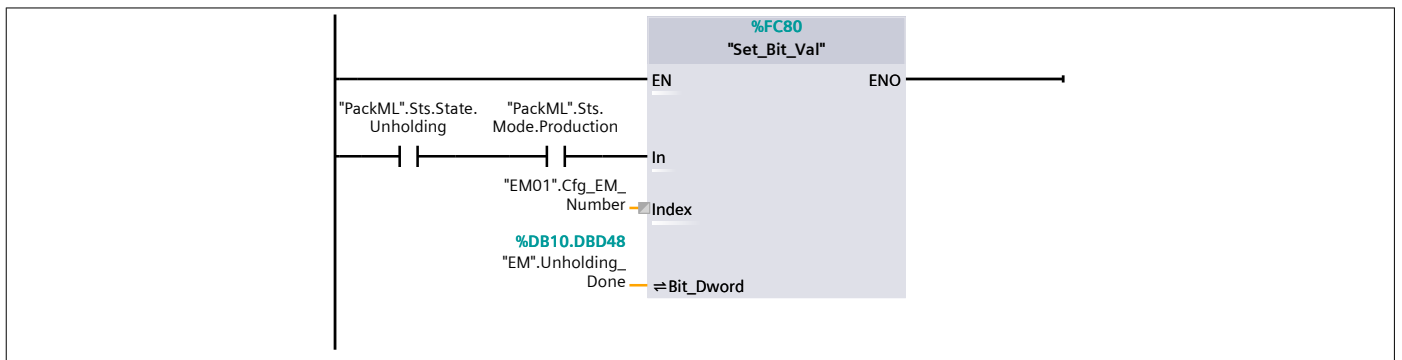 %FC80
"Set_Bit_Val"
EN
ENO
"PackML".Sts.State.
Unholding
"PackML".Sts.
Mode.Production
In
"EM01".Cfg_EM_
Number
Index
%DB10.DBD48
"EM".Unholding_
Done
⇌Bit_Dword